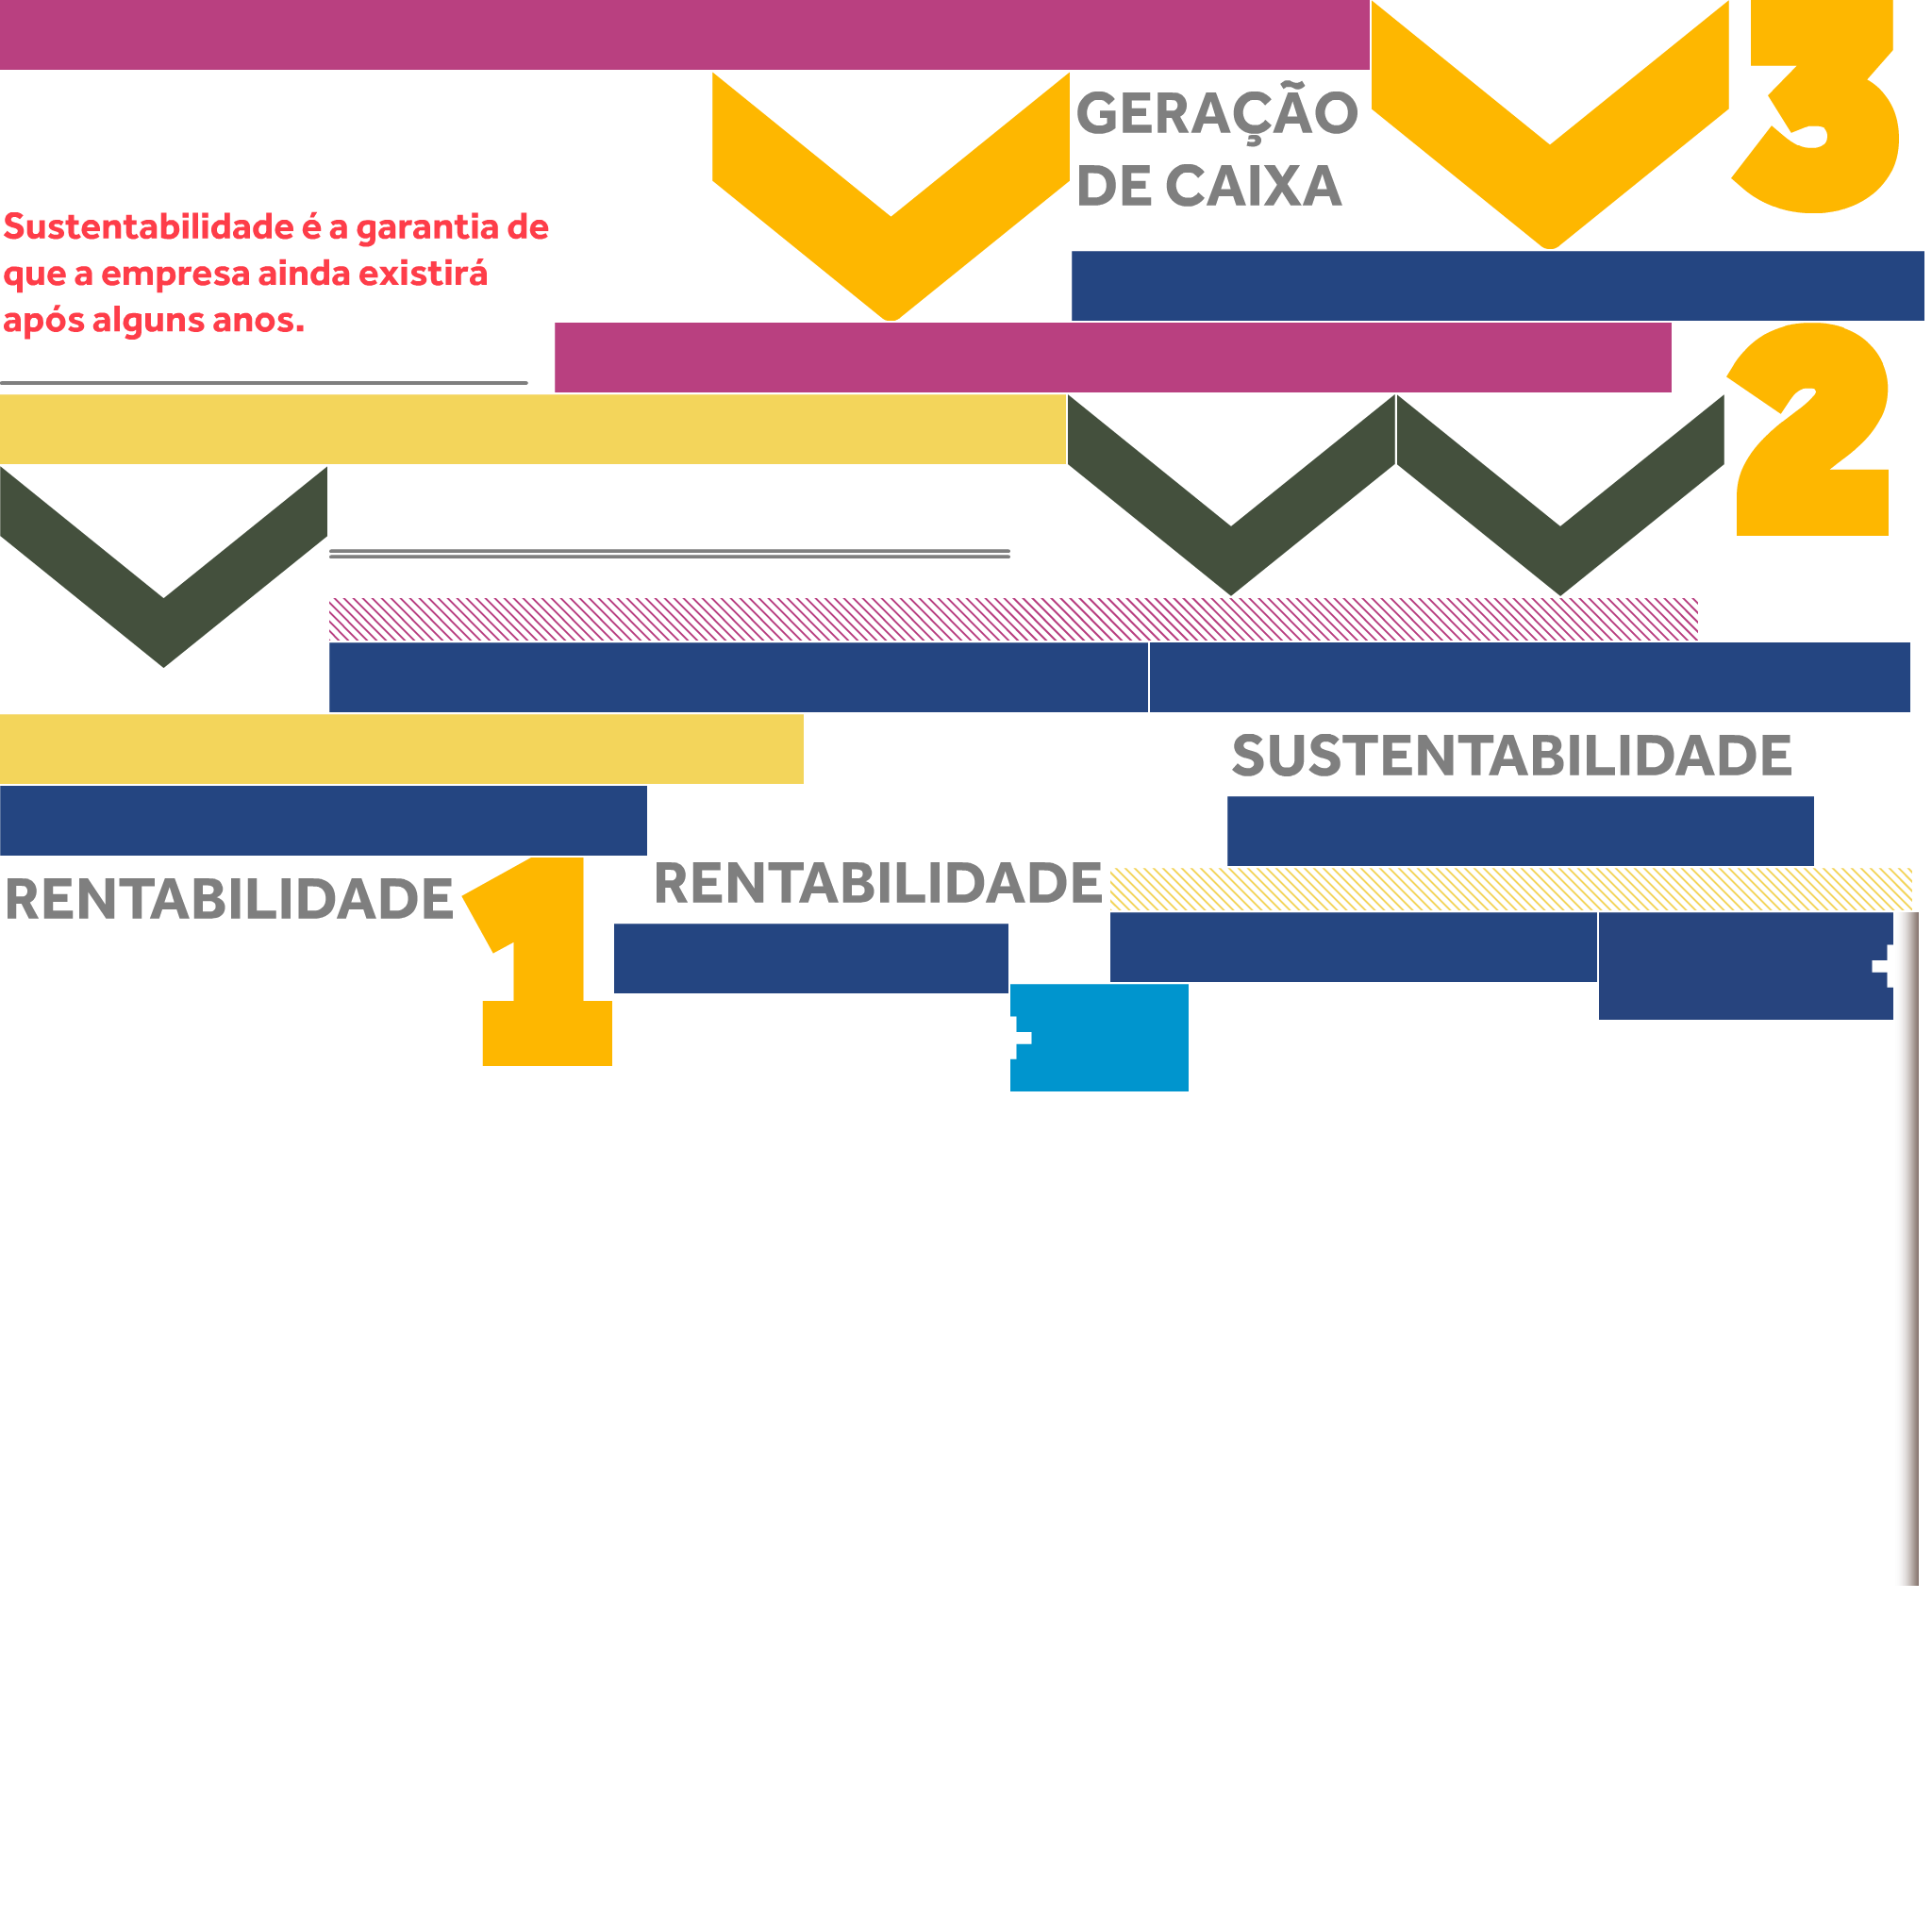 3
GERAÇÃO
DE CAIXA
Sustentabilidade é a garantia de
que a empresa ainda existirá
após alguns anos.
2
SUSTENTABILIDADE
RENTABILIDADE
1
RENTABILIDADE